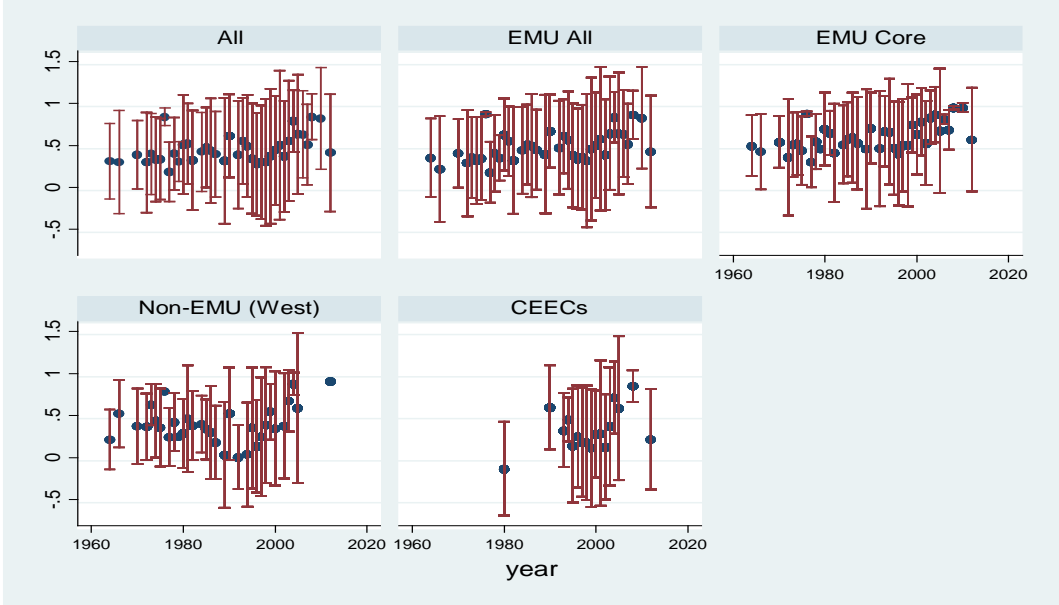 All
EMU All
EMU Core
1.5
1
.5
0
-.5
1960 1980 2000 2020
Non-EMU (West)
CEECs
1.5
1
.5
0
-.5
1960 1980 2000 2020 1960 1980 2000 2020
year